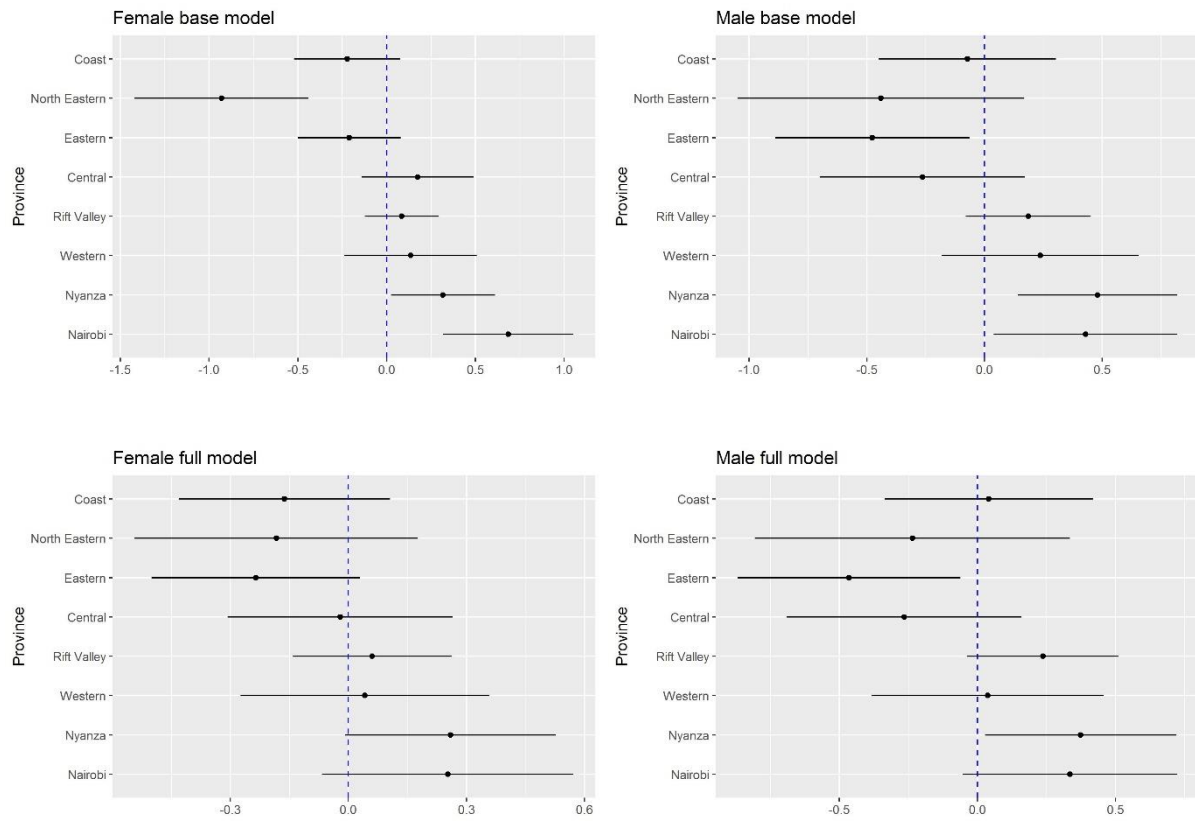 Female base model
Province
Coast
North Eastern
Eastern
Central
Rift Valley
Western
Nyanza
Nairobi
-1.5 -1.0 -0.5 0.0 0.5 1.0
Male base model
Province
Coast
North Eastern
Eastern
Central
Rift Valley
Western
Nyanza
Nairobi
-1.0 -0.5 0.0 0.5
Female full model
Province
Coast
North Eastern
Eastern
Central
Rift Valley
Western
Nyanza
Nairobi
-0.3 0.0 0.3 0.6
Male full model
Province
Coast
North Eastern
Eastern
Central
Rift Valley
Western
Nyanza
Nairobi
-0.5 0.0 0.5